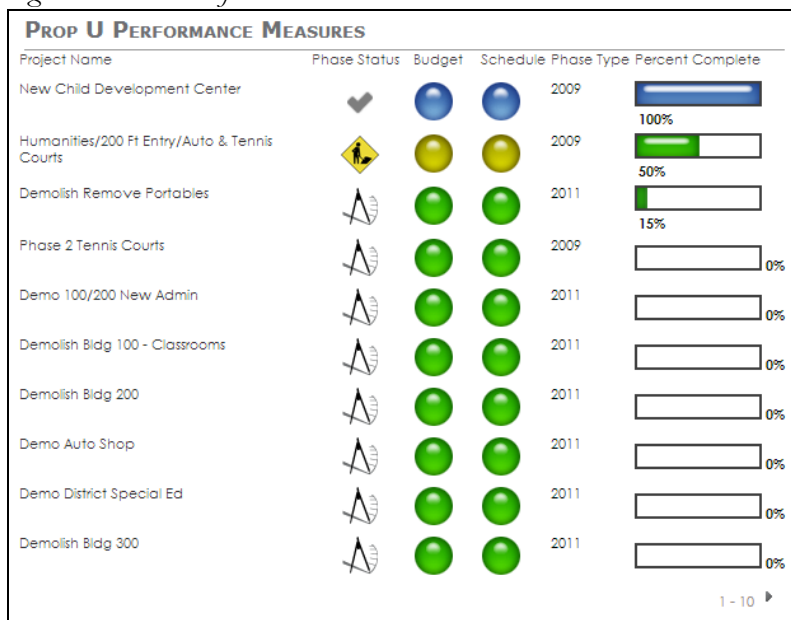 PROP U PERFORMANCE MEASURES
Project Name Phase Status Budget Schedule Phase Type Percent Complete
New Child Development Center 2009
100%
Humanities/200 Ft Entry/Auto & Tennis 2009
Courts
50%
Demolish Remove Portables 2011
15%
Phase 2 Tennis Courts 2009
0%
Demo 100/200 New Admin 2011
0%
Demolish Bldg 100 - Classrooms 2011
0%
Demolish Bldg 200 2011
0%
Demo Auto Shop 2011
0%
Demo District Special Ed 2011
0%
Demolish Bldg 300 2011
0%
1 - 10